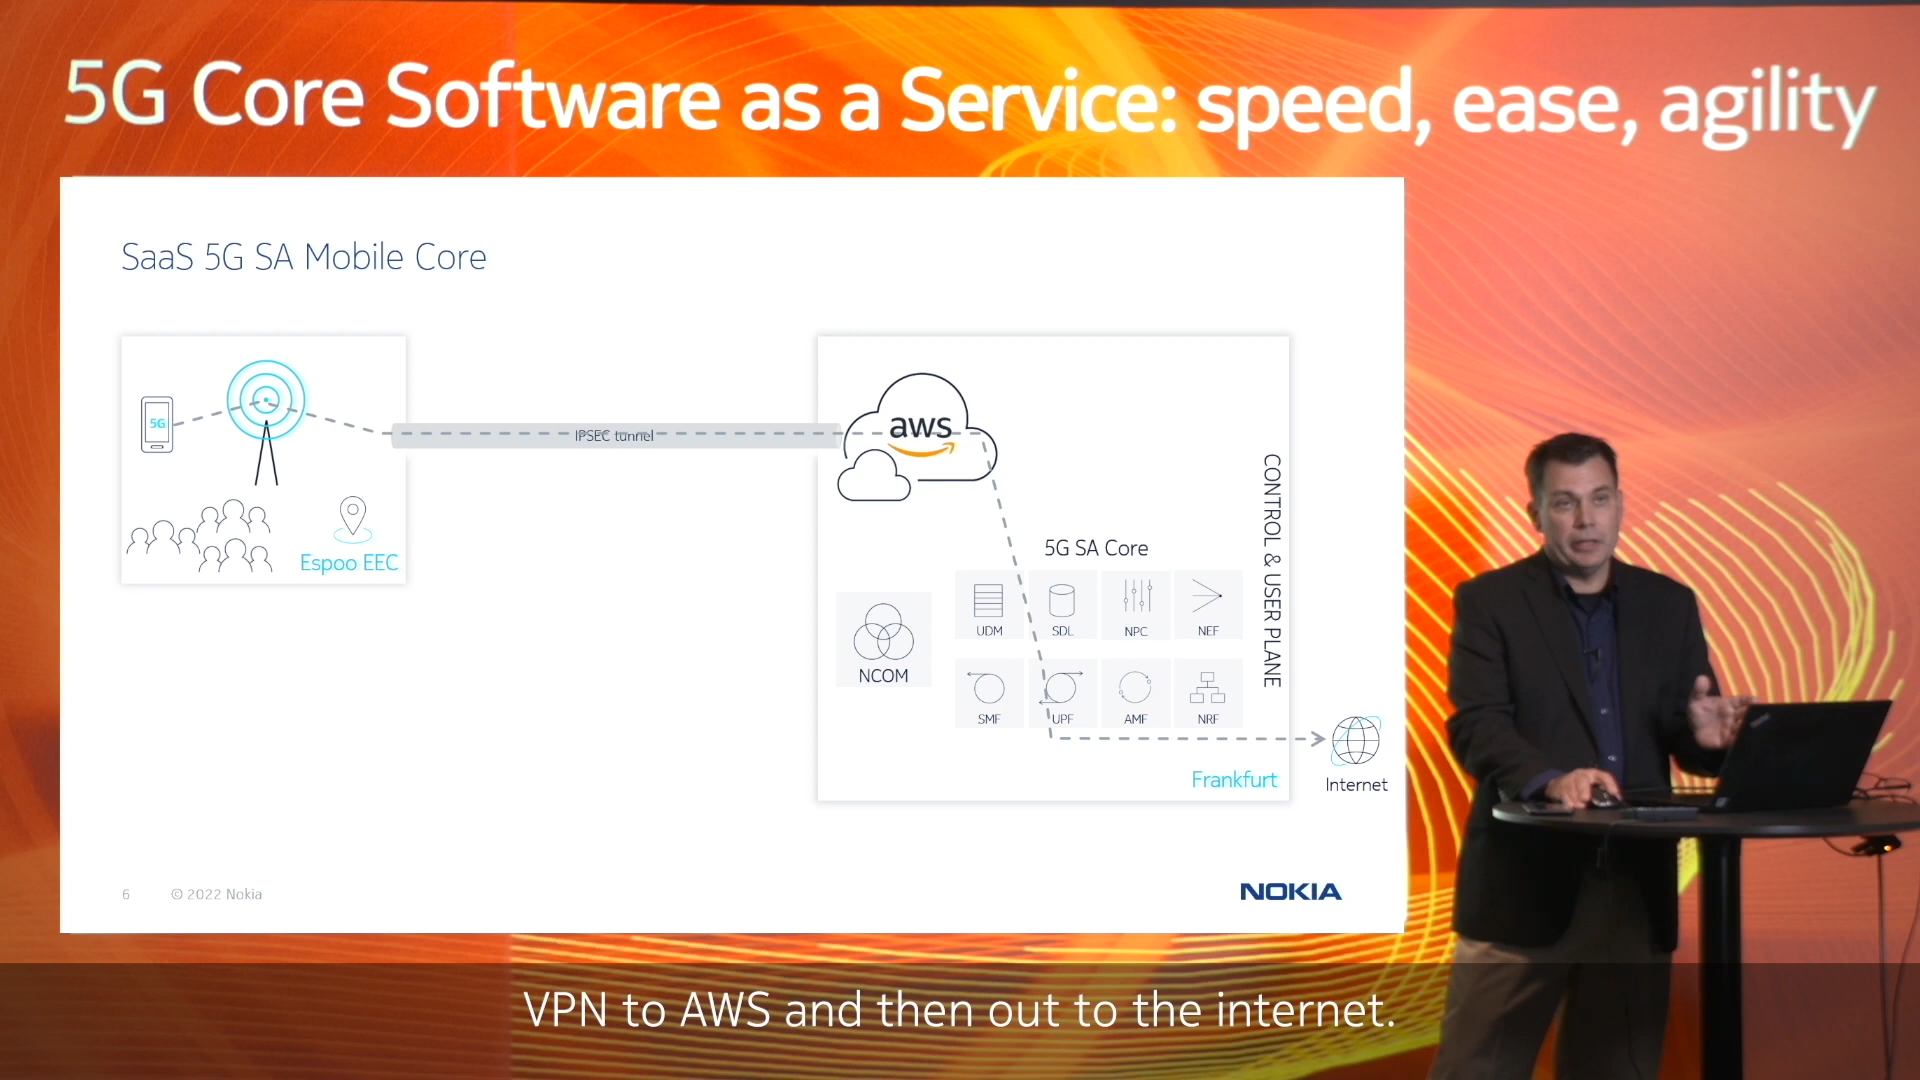 5G Core Software as a Service: speed, ease, agility
SaaS 5G SA Mobile Core
5G
IPSEC tunnel
aws
Espoo EEC
5G SA Core
CONTROL & USER PLANE
UDM
SDL
NPC
NEF
NCOM
SMF
UPF
AMF
NRF
Frankfurt
Internet
6
© 2022 Nokia
NOKIA
VPN to AWS and then out to the internet.